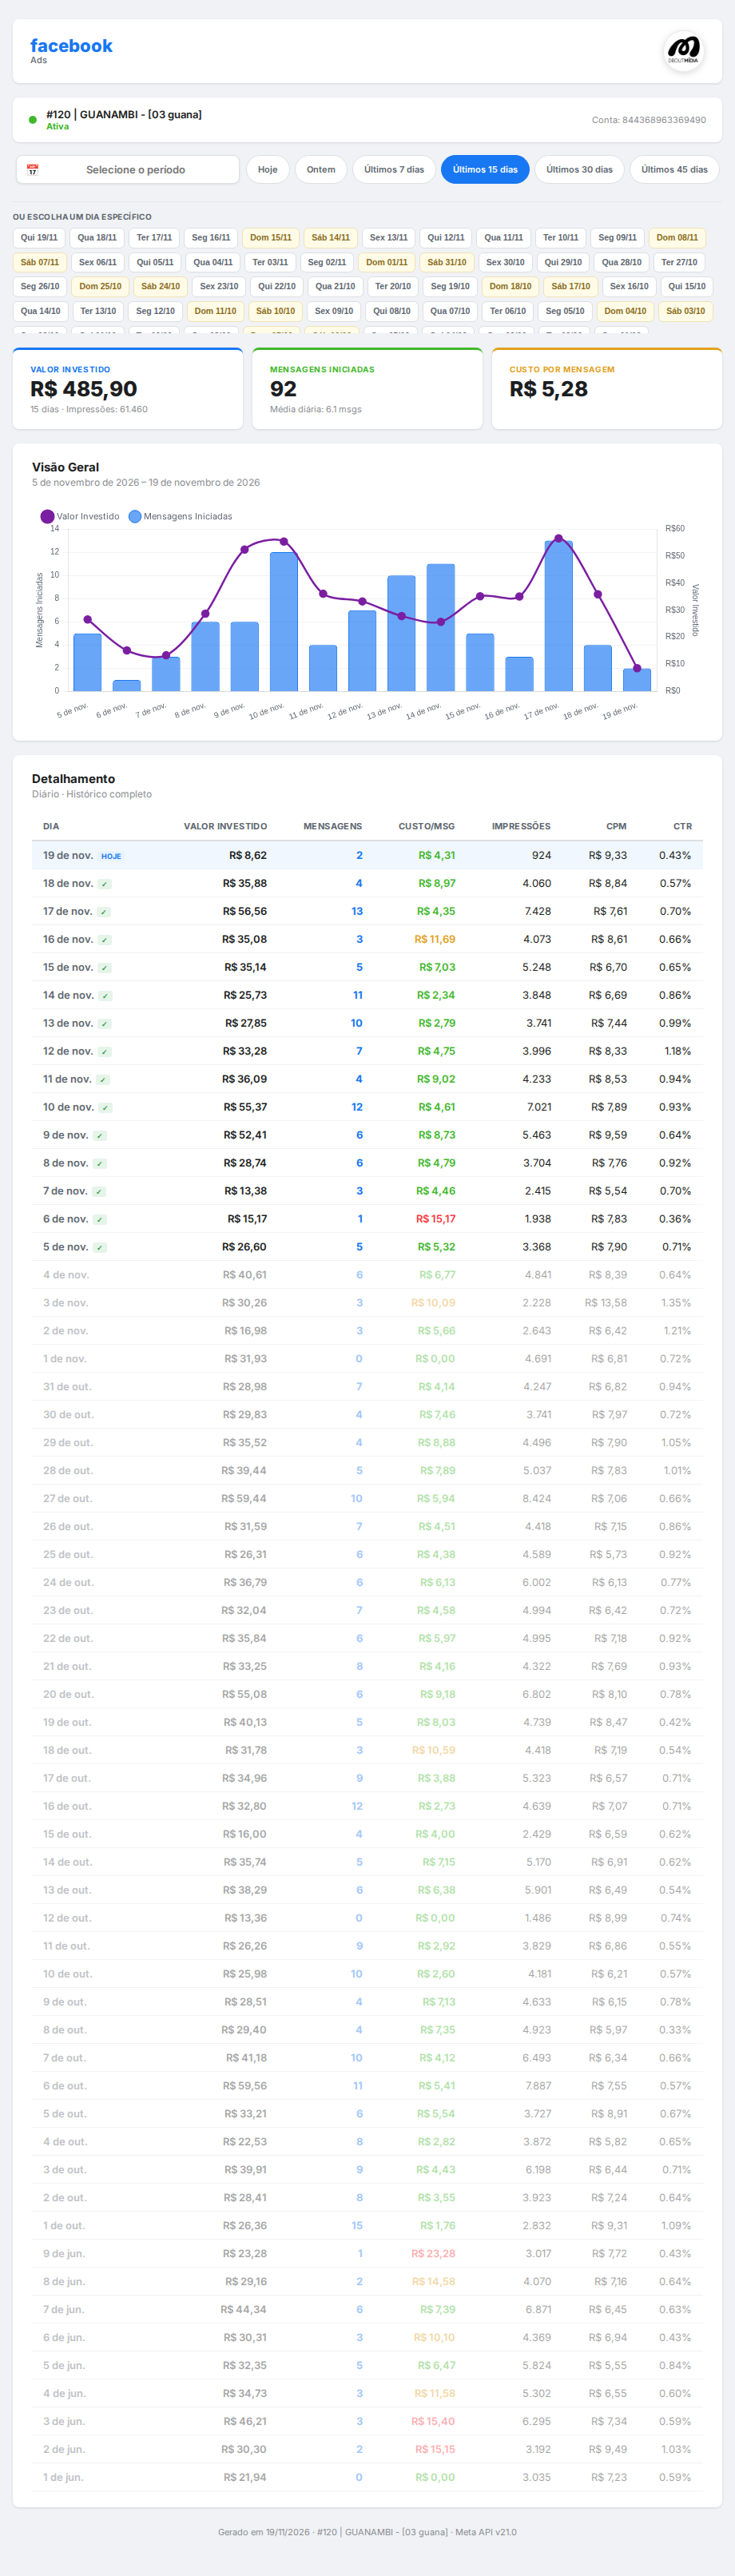 facebook
Ads
DECUTMÍDIA
#120 | GUANAMBI - [03 guana]
Ativa
Conta: 844368963369490
Selecione o período
Hoje
Ontem
Últimos 7 dias
Últimos 15 dias
Últimos 30 dias
Últimos 45 dias
OU ESCOLHA UM DIA ESPECÍFICO
Qui 19/11 Qua 18/11 Ter 17/11 Seg 16/11 Dom 15/11 Sáb 14/11 Sex 13/11 Qui 12/11 Qua 11/11 Ter 10/11 Seg 09/11 Dom 08/11
Sáb 07/11 Sex 06/11 Qui 05/11 Qua 04/11 Ter 03/11 Seg 02/11 Dom 01/11 Sáb 31/10 Sex 30/10 Qui 29/10 Qua 28/10 Ter 27/10
Seg 26/10 Dom 25/10 Sáb 24/10 Sex 23/10 Qui 22/10 Qua 21/10 Ter 20/10 Seg 19/10 Dom 18/10 Sáb 17/10 Sex 16/10 Qui 15/10
Qua 14/10 Ter 13/10 Seg 12/10 Dom 11/10 Sáb 10/10 Sex 09/10 Qui 08/10 Qua 07/10 Ter 06/10 Seg 05/10 Dom 04/10 Sáb 03/10
VALOR INVESTIDO
R$ 485,90
15 dias · Impressões: 61.460
MENSAGENS INICIADAS
92
Média diária: 6.1 msgs
CUSTO POR MENSAGEM
R$ 5,28
Visão Geral
5 de novembro de 2026 – 19 de novembro de 2026
Valor Investido Mensagens Iniciadas
Mensagens Iniciadas
14
12
10
8
6
4
2
0
R$60
R$50
R$40
R$30
R$20
R$10
R$0
Valor Investido
5 de nov. 6 de nov. 7 de nov. 8 de nov. 9 de nov. 10 de nov. 11 de nov. 12 de nov. 13 de nov. 14 de nov. 15 de nov. 16 de nov. 17 de nov. 18 de nov. 19 de nov.
Detalhamento
Diário · Histórico completo
DIA VALOR INVESTIDO MENSAGENS CUSTO/MSG IMPRESSÕES CPM CTR
19 de nov. HOJE R$ 8,62 2 R$ 4,31 924 R$ 9,33 0.43%
18 de nov. ✓ R$ 35,88 4 R$ 8,97 4.060 R$ 8,84 0.57%
17 de nov. ✓ R$ 56,56 13 R$ 4,35 7.428 R$ 7,61 0.70%
16 de nov. ✓ R$ 35,08 3 R$ 11,69 4.073 R$ 8,61 0.66%
15 de nov. ✓ R$ 35,14 5 R$ 7,03 5.248 R$ 6,70 0.65%
14 de nov. ✓ R$ 25,73 11 R$ 2,34 3.848 R$ 6,69 0.86%
13 de nov. ✓ R$ 27,85 10 R$ 2,79 3.741 R$ 7,44 0.99%
12 de nov. ✓ R$ 33,28 7 R$ 4,75 3.996 R$ 8,33 1.18%
11 de nov. ✓ R$ 36,09 4 R$ 9,02 4.233 R$ 8,53 0.94%
10 de nov. ✓ R$ 55,37 12 R$ 4,61 7.021 R$ 7,89 0.93%
9 de nov. ✓ R$ 52,41 6 R$ 8,73 5.463 R$ 9,59 0.64%
8 de nov. ✓ R$ 28,74 6 R$ 4,79 3.704 R$ 7,76 0.92%
7 de nov. ✓ R$ 13,38 3 R$ 4,46 2.415 R$ 5,54 0.70%
6 de nov. ✓ R$ 15,17 1 R$ 15,17 1.938 R$ 7,83 0.36%
5 de nov. ✓ R$ 26,60 5 R$ 5,32 3.368 R$ 7,90 0.71%
4 de nov. R$ 40,61 6 R$ 6,77 4.841 R$ 8,39 0.64%
3 de nov. R$ 30,26 3 R$ 10,09 2.228 R$ 13,58 1.35%
2 de nov. R$ 16,98 3 R$ 5,66 2.643 R$ 6,42 1.21%
1 de nov. R$ 31,93 0 R$ 0,00 4.691 R$ 6,81 0.72%
31 de out. R$ 28,98 7 R$ 4,14 4.247 R$ 6,82 0.94%
30 de out. R$ 29,83 4 R$ 7,46 3.741 R$ 7,97 0.72%
29 de out. R$ 35,52 4 R$ 8,88 4.496 R$ 7,90 1.05%
28 de out. R$ 39,44 5 R$ 7,89 5.037 R$ 7,83 1.01%
27 de out. R$ 59,44 10 R$ 5,94 8.424 R$ 7,06 0.66%
26 de out. R$ 31,59 7 R$ 4,51 4.418 R$ 7,15 0.86%
25 de out. R$ 26,31 6 R$ 4,38 4.589 R$ 5,73 0.92%
24 de out. R$ 36,79 6 R$ 6,13 6.002 R$ 6,13 0.77%
23 de out. R$ 32,04 7 R$ 4,58 4.994 R$ 6,42 0.72%
22 de out. R$ 35,84 6 R$ 5,97 4.995 R$ 7,18 0.92%
21 de out. R$ 33,25 8 R$ 4,16 4.322 R$ 7,69 0.93%
20 de out. R$ 55,08 6 R$ 9,18 6.802 R$ 8,10 0.78%
19 de out. R$ 40,13 5 R$ 8,03 4.739 R$ 8,47 0.42%
18 de out. R$ 31,78 3 R$ 10,59 4.418 R$ 7,19 0.54%
17 de out. R$ 34,96 9 R$ 3,88 5.323 R$ 6,57 0.71%
16 de out. R$ 32,80 12 R$ 2,73 4.639 R$ 7,07 0.71%
15 de out. R$ 16,00 4 R$ 4,00 2.429 R$ 6,59 0.62%
14 de out. R$ 35,74 5 R$ 7,15 5.170 R$ 6,91 0.62%
13 de out. R$ 38,29 6 R$ 6,38 5.901 R$ 6,49 0.54%
12 de out. R$ 13,36 0 R$ 0,00 1.486 R$ 8,99 0.74%
11 de out. R$ 26,26 9 R$ 2,92 3.829 R$ 6,86 0.55%
10 de out. R$ 25,98 10 R$ 2,60 4.181 R$ 6,21 0.57%
9 de out. R$ 28,51 4 R$ 7,13 4.633 R$ 6,15 0.78%
8 de out. R$ 29,40 4 R$ 7,35 4.923 R$ 5,97 0.33%
7 de out. R$ 41,18 10 R$ 4,12 6.493 R$ 6,34 0.66%
6 de out. R$ 59,56 11 R$ 5,41 7.887 R$ 7,55 0.57%
5 de out. R$ 33,21 6 R$ 5,54 3.727 R$ 8,91 0.67%
4 de out. R$ 22,53 8 R$ 2,82 3.872 R$ 5,82 0.65%
3 de out. R$ 39,91 9 R$ 4,43 6.198 R$ 6,44 0.71%
2 de out. R$ 28,41 8 R$ 3,55 3.923 R$ 7,24 0.64%
1 de out. R$ 26,36 15 R$ 1,76 2.832 R$ 9,31 1.09%
9 de jun. R$ 23,28 1 R$ 23,28 3.017 R$ 7,72 0.43%
8 de jun. R$ 29,16 2 R$ 14,58 4.070 R$ 7,16 0.64%
7 de jun. R$ 44,34 6 R$ 7,39 6.871 R$ 6,45 0.63%
6 de jun. R$ 30,31 3 R$ 10,10 4.369 R$ 6,94 0.43%
5 de jun. R$ 32,35 5 R$ 6,47 5.824 R$ 5,55 0.84%
4 de jun. R$ 34,73 3 R$ 11,58 5.302 R$ 6,55 0.60%
3 de jun. R$ 46,21 3 R$ 15,40 6.295 R$ 7,34 0.59%
2 de jun. R$ 30,30 2 R$ 15,15 3.192 R$ 9,49 1.03%
1 de jun. R$ 21,94 0 R$ 0,00 3.035 R$ 7,23 0.59%
Gerado em 19/11/2026 · #120 | GUANAMBI - [03 guana] · Meta API v21.0